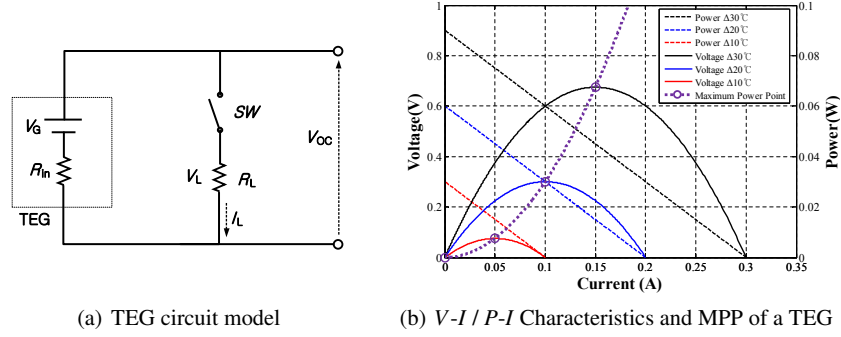 V_G
R_in
TEG
SW
V_L
R_L
I_L
V_OC
(a) TEG circuit model
Voltage(V)
1
0.8
0.6
0.4
0.2
0
0
0.05
0.1
0.15
0.2
0.25
0.3
0.35
Current (A)
0.1
0.08
0.06
0.04
0.02
0
Power(W)
Power Δ30℃
Power Δ20℃
Power Δ10℃
Voltage Δ30℃
Voltage Δ20℃
Voltage Δ10℃
Maximum Power Point
(b) V-I / P-I Characteristics and MPP of a TEG